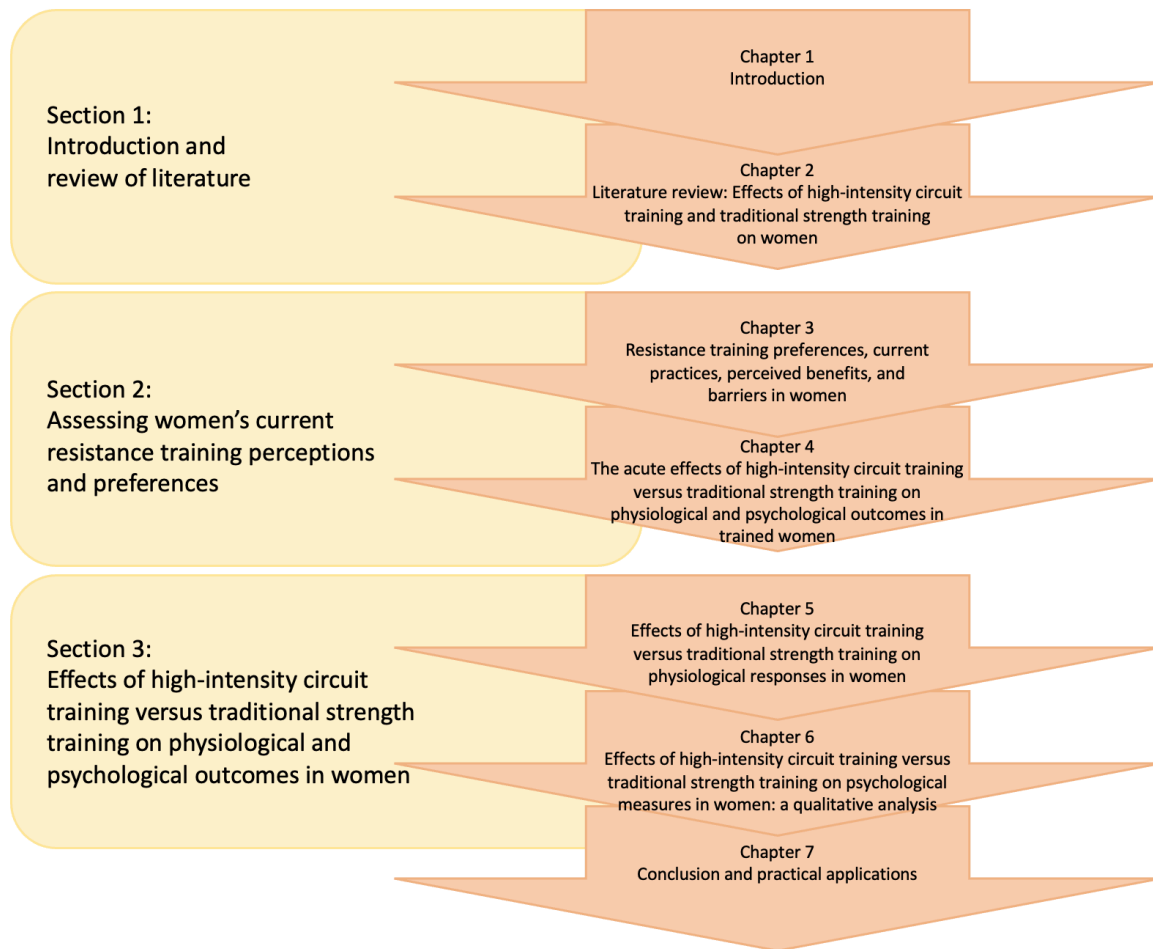 Section 1:
Introduction and
review of literature
Chapter 1
Introduction
Chapter 2
Literature review: Effects of high-intensity circuit
training and traditional strength training
on women
Section 2:
Assessing women's current
resistance training perceptions
and preferences
Chapter 3
Resistance training preferences, current
practices, perceived benefits, and
barriers in women
Chapter 4
The acute effects of high-intensity circuit training
versus traditional strength training on
physiological and psychological outcomes in
trained women
Section 3:
Effects of high-intensity circuit
training versus traditional strength
training on physiological and
psychological outcomes in women
Chapter 5
Effects of high-intensity circuit training
versus traditional strength training on
physiological responses in women
Chapter 6
Effects of high-intensity circuit training versus
traditional strength training on psychological
measures in women: a qualitative analysis
Chapter 7
Conclusion and practical applications